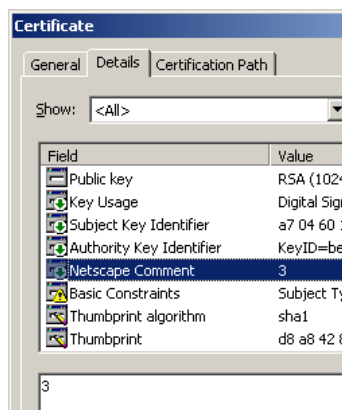 Certificate
General Details Certification Path
Show: <All>
Field Value
Public key RSA (1024
Key Usage Digital Sig
Subject Key Identifier a7 04 60
Authority Key Identifier KeyID=be
Netscape Comment 3
Basic Constraints Subject Ty
Thumbprint algorithm sha1
Thumbprint d8 a8 42 8
3